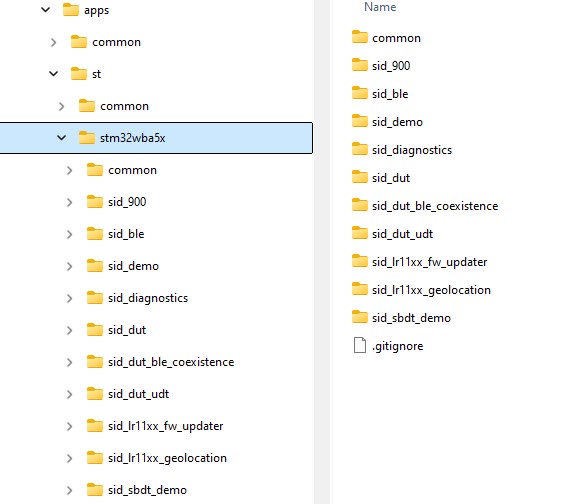 apps
common
st
common
stm32wba5x
common
sid_900
sid_ble
sid_demo
sid_diagnostics
sid_dut
sid_dut_ble_coexistence
sid_dut_udt
sid_lr11xx_fw_updater
sid_lr11xx_geolocation
sid_sbdt_demo
Name
common
sid_900
sid_ble
sid_demo
sid_diagnostics
sid_dut
sid_dut_ble_coexistence
sid_dut_udt
sid_lr11xx_fw_updater
sid_lr11xx_geolocation
sid_sbdt_demo
.gitignore